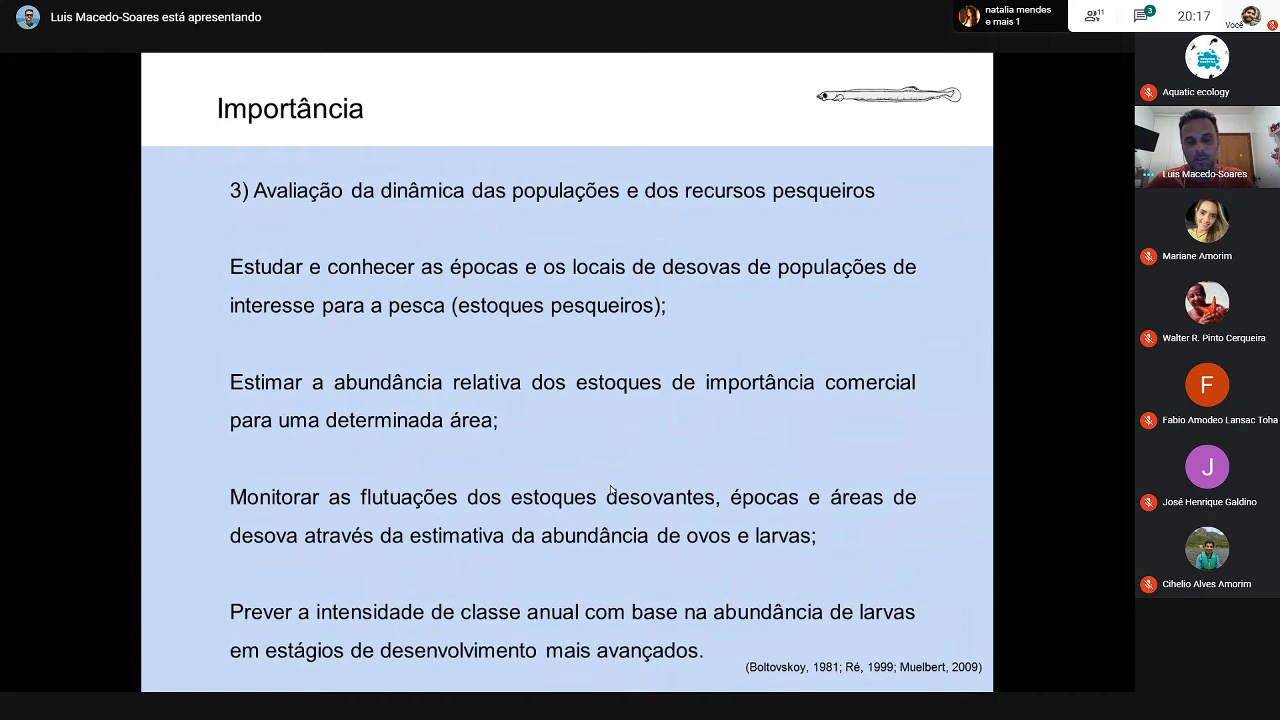 Luis Macedo-Soares está apresentando
natalia mendes
e mais 1
11
3
20:17
Você
Importância
3) Avaliação da dinâmica das populações e dos recursos pesqueiros
Estudar e conhecer as épocas e os locais de desovas de populações de
interesse para a pesca (estoques pesqueiros);
Estimar a abundância relativa dos estoques de importância comercial
para uma determinada área;
Monitorar as flutuações dos estoques desovantes, épocas e áreas de
desova através da estimativa da abundância de ovos e larvas;
Prever a intensidade de classe anual com base na abundância de larvas
em estágios de desenvolvimento mais avançados.
(Boltovskoy, 1981; Ré, 1999; Muelbert, 2009)
Aquatic ecology
Luis Macedo-Soares
Mariane Amorim
Walter R. Pinto Cerqueira
F
Fabio Amodeo Lansac Toha
J
José Henrique Galdino
Cihelio Alves Amorim